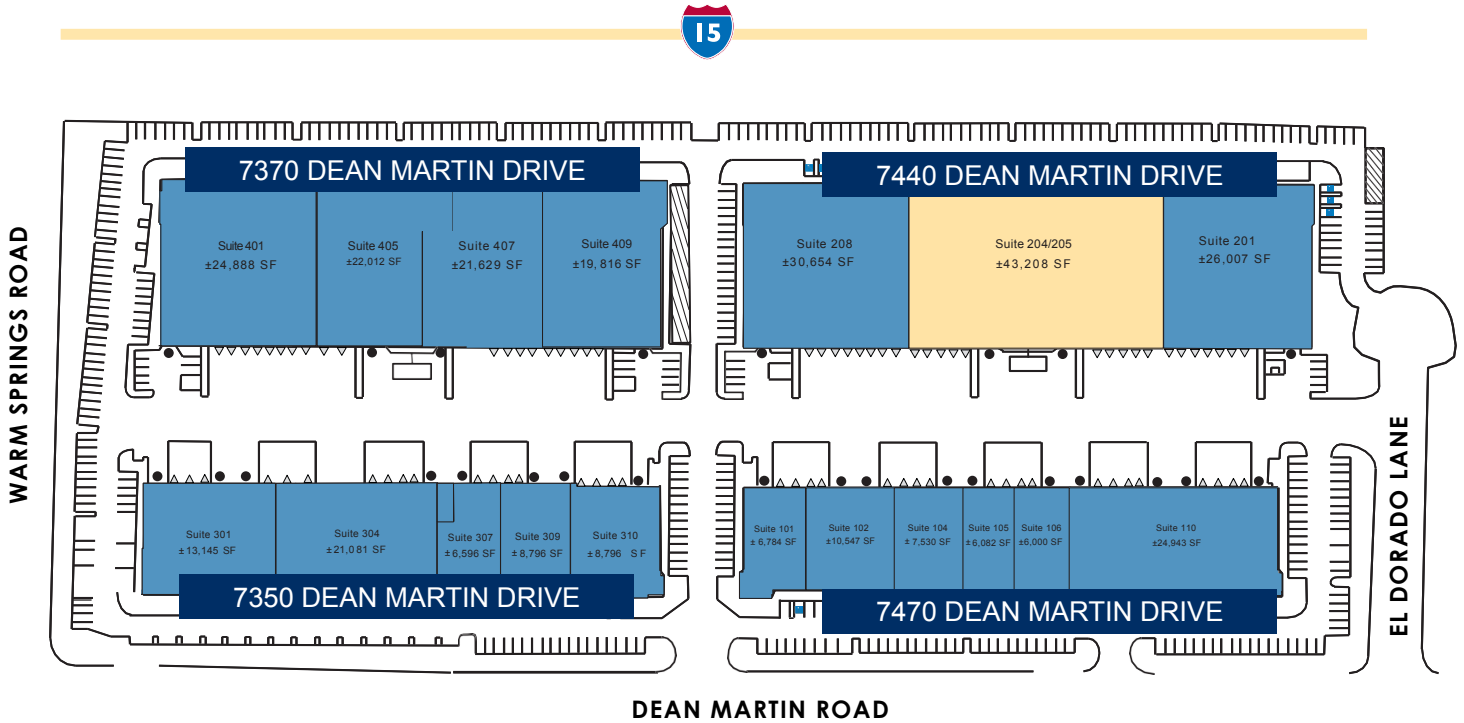 15
7370 DEAN MARTIN DRIVE
7440 DEAN MARTIN DRIVE
Suite 401
±24,888 SF
Suite 405
±22,012 SF
Suite 407
±21,629 SF
Suite 409
±19, 816 SF
Suite 208
±30,654 SF
Suite 204/205
±43,208 SF
Suite 201
±26,007 SF
WARM SPRINGS ROAD
Suite 301
±13,145 SF
Suite 304
±21,081 SF
Suite 307
±6,596 SF
Suite 309
±8,796 SF
Suite 310
±8,796 SF
Suite 101
±6,784 SF
Suite 102
±10,547 SF
Suite 104
±7,530 SF
Suite 105
±6,082 SF
Suite 106
±6,000 SF
Suite 110
±24,943 SF
7350 DEAN MARTIN DRIVE
7470 DEAN MARTIN DRIVE
EL DORADO LANE
DEAN MARTIN ROAD